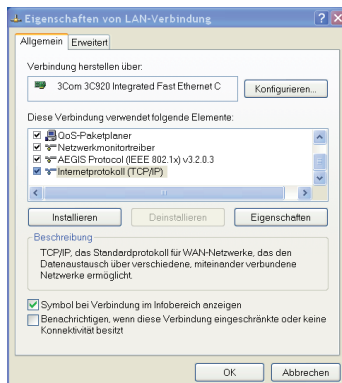 Eigenschaften von LAN-Verbindung
Allgemein Erweitert
Verbindung herstellen über:
3Com 3C920 Integrated Fast Ethernet C
Konfigurieren...
Diese Verbindung verwendet folgende Elemente:
QoS-Paketplaner
Netzwerkmonitortreiber
AEGIS Protocol (IEEE 802.1x) v3.2.0.3
Internetprotokoll (TCP/IP)
Installieren Deinstallieren Eigenschaften
Beschreibung
TCP/IP, das Standardprotokoll für WAN-Netzwerke, das den
Datenaustausch über verschiedene, miteinander verbundene
Netzwerke ermöglicht.
Symbol bei Verbindung im Infobereich anzeigen
Benachrichtigen, wenn diese Verbindung eingeschränkte oder keine
Konnektivität besitzt
OK Abbrechen